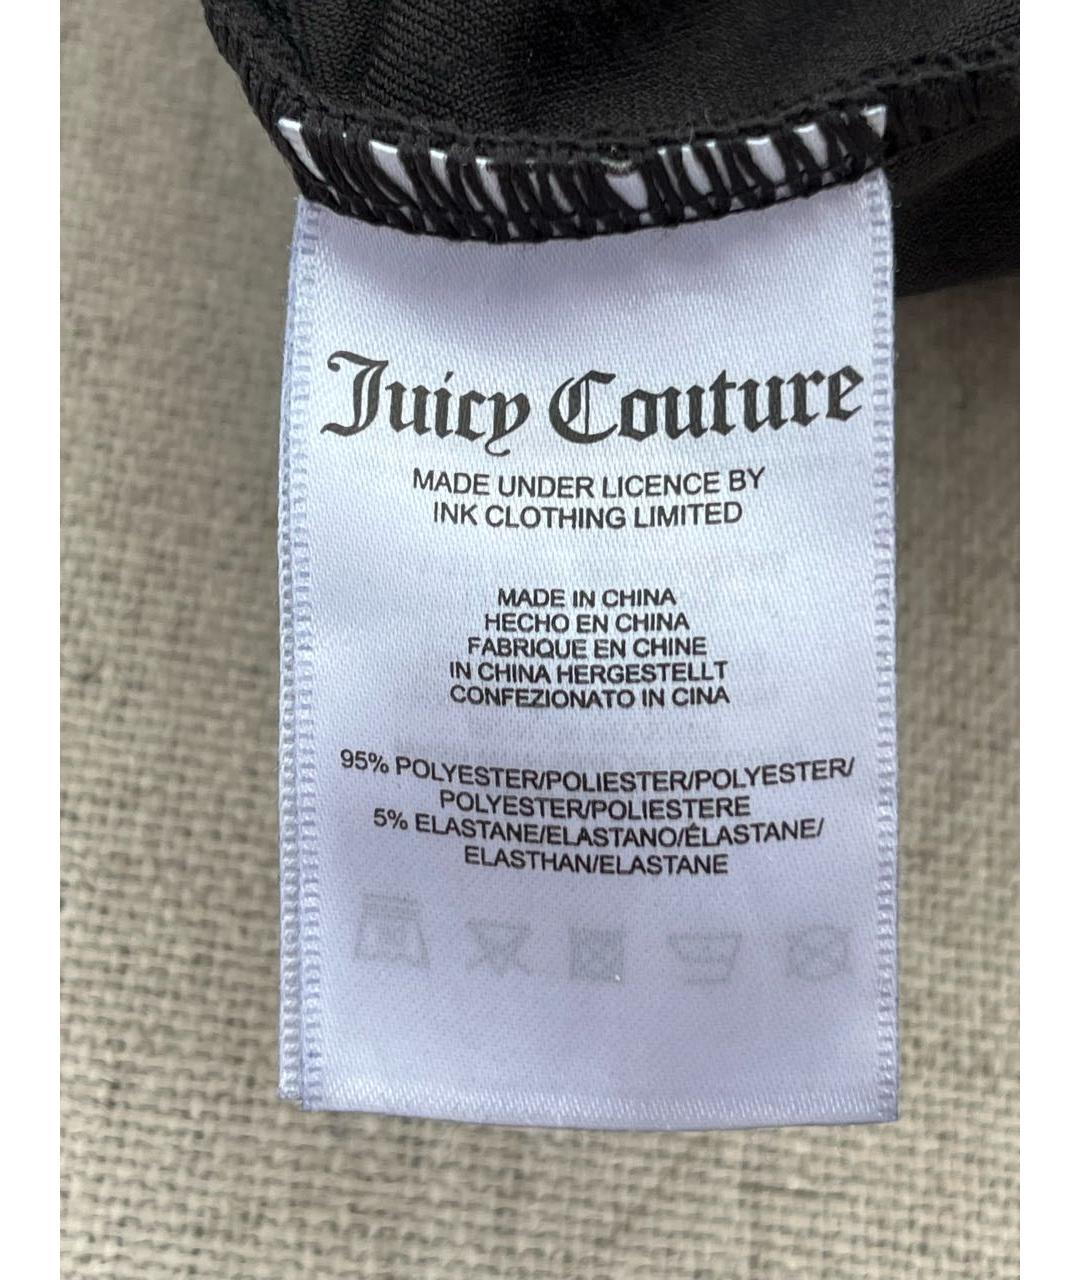 Juicy Couture
MADE UNDER LICENCE BY
INK CLOTHING LIMITED
MADE IN CHINA
HECHO EN CHINA
FABRIQUE EN CHINE
IN CHINA HERGESTELLT
CONFEZIONATO IN CINA
95% POLYESTER/POLIESTER/POLYESTER/
POLYESTER/POLIESTERE
5% ELASTANE/ELASTANO/ÉLASTANE/
ELASTHAN/ELASTANE